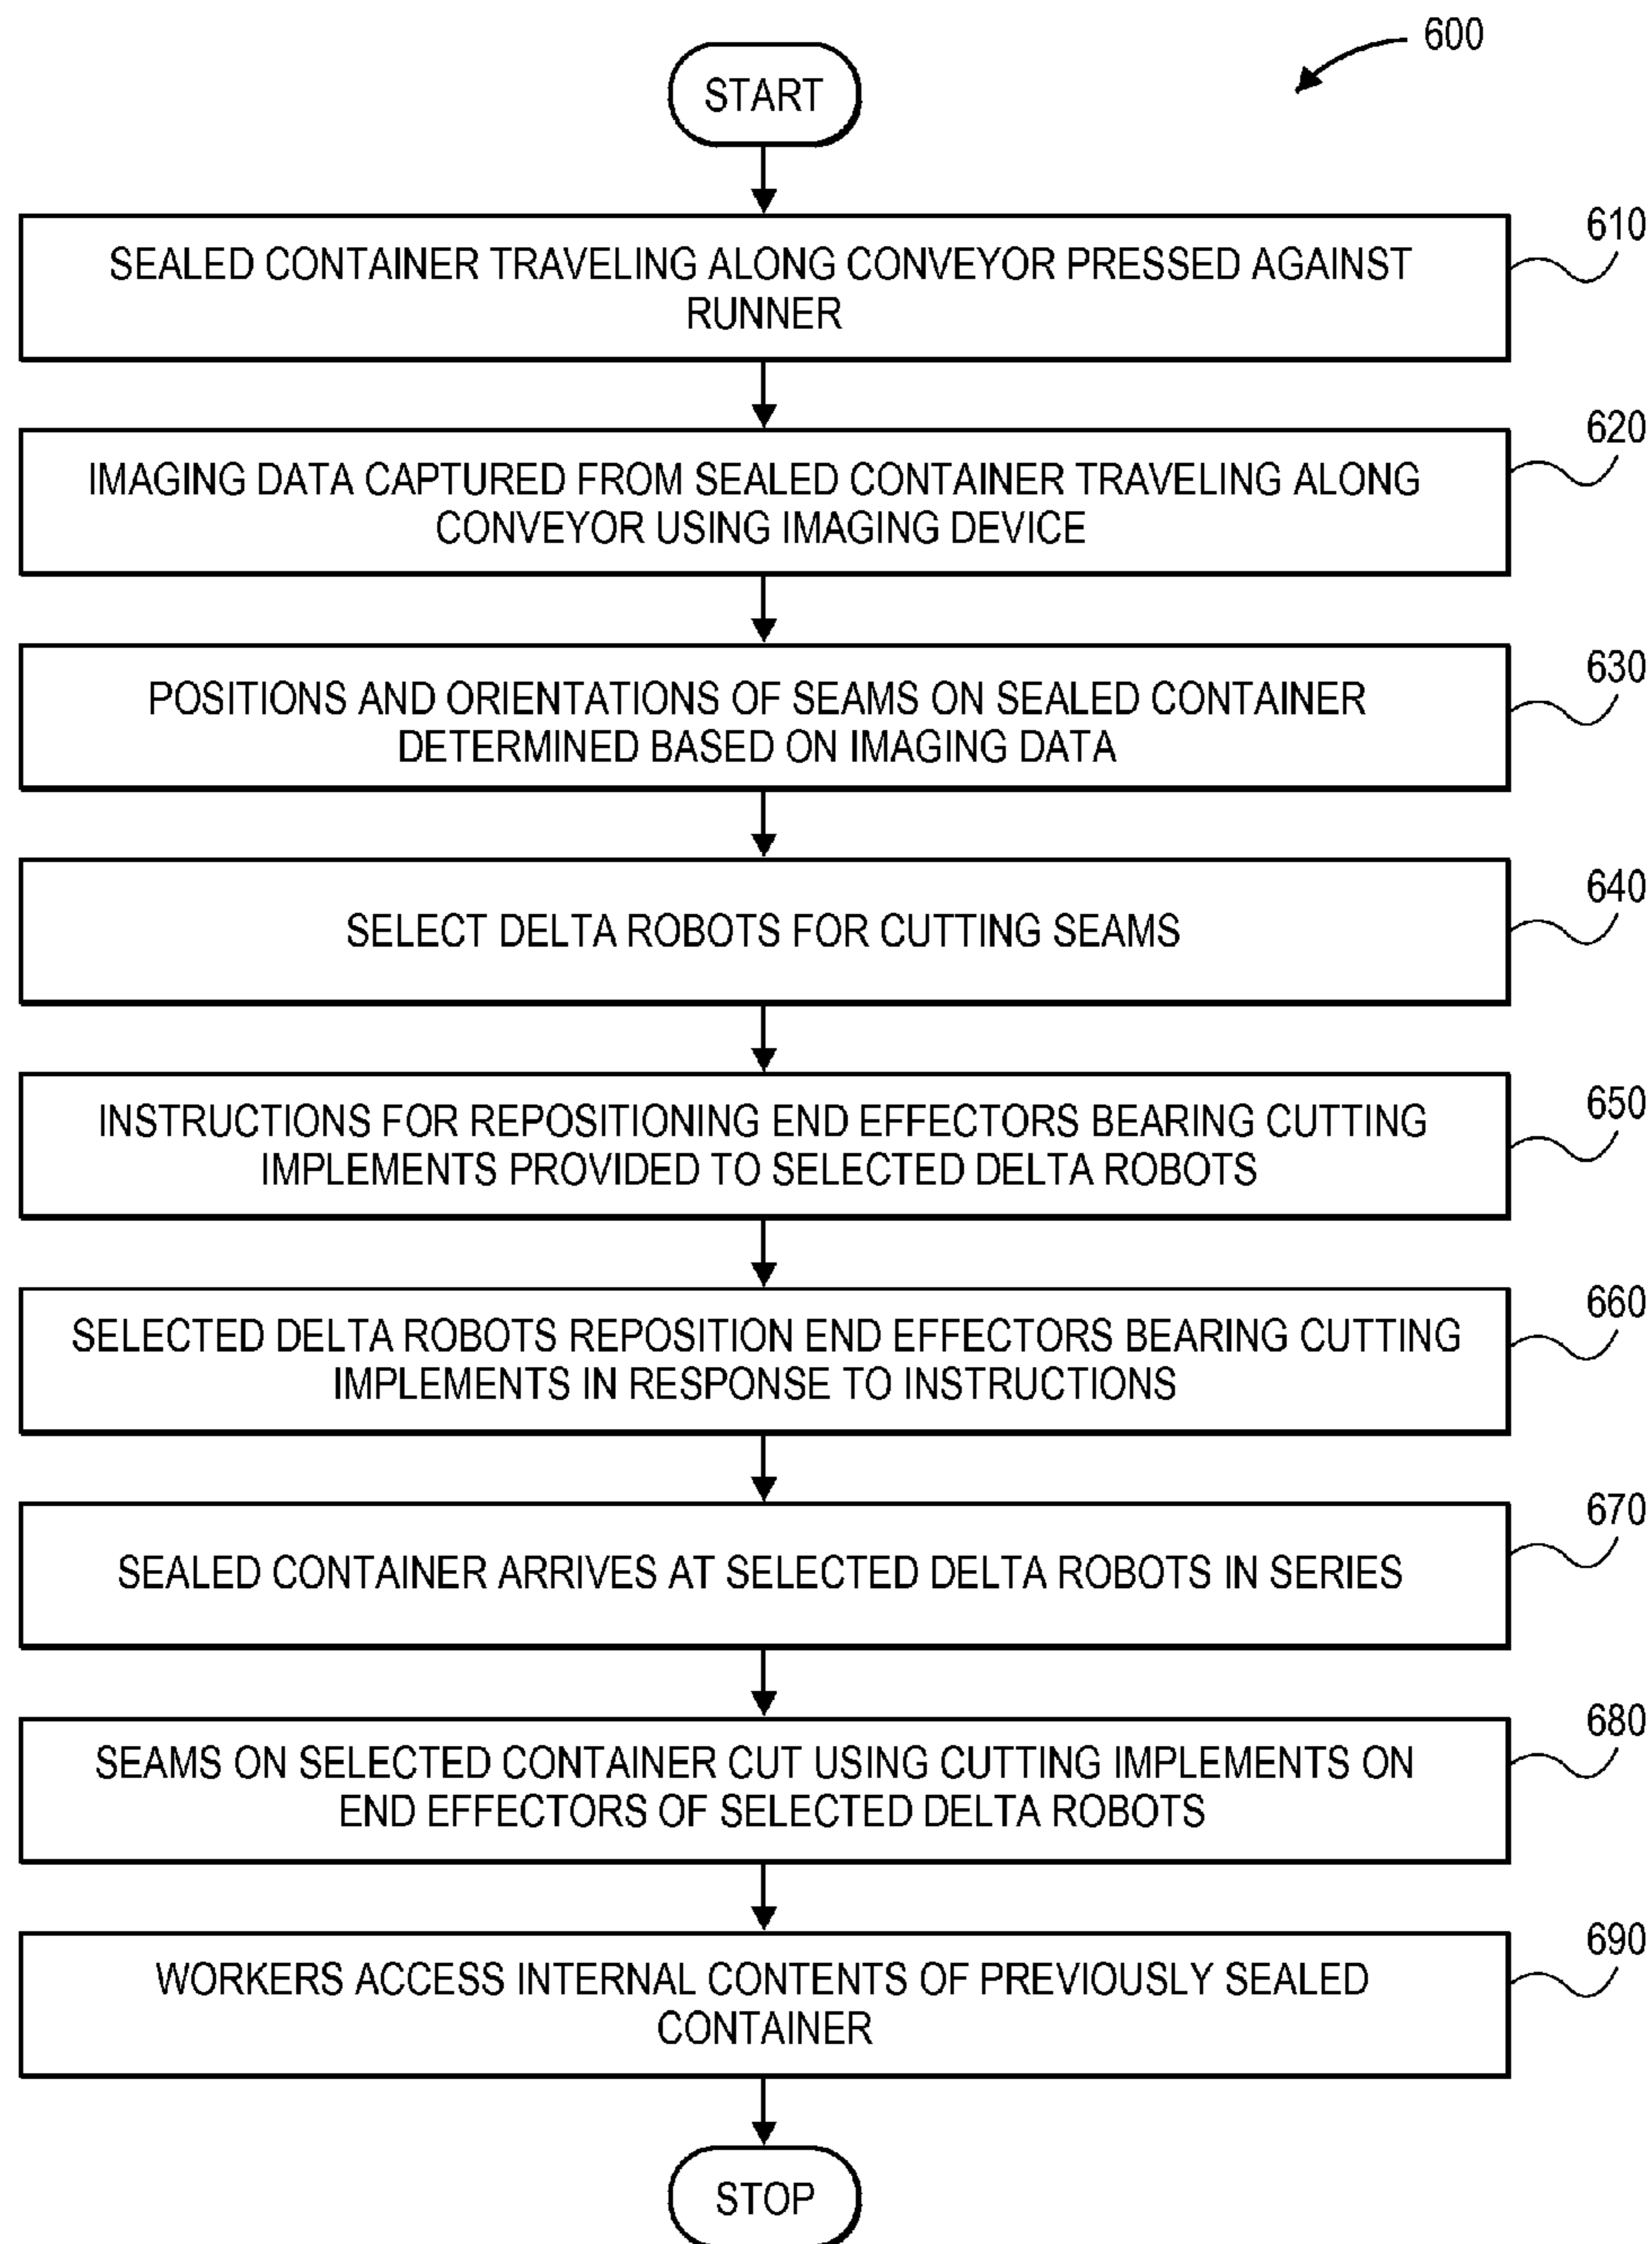 600
START
610
SEALED CONTAINER TRAVELING ALONG CONVEYOR PRESSED AGAINST
RUNNER
620
IMAGING DATA CAPTURED FROM SEALED CONTAINER TRAVELING ALONG
CONVEYOR USING IMAGING DEVICE
630
POSITIONS AND ORIENTATIONS OF SEAMS ON SEALED CONTAINER
DETERMINED BASED ON IMAGING DATA
640
SELECT DELTA ROBOTS FOR CUTTING SEAMS
650
INSTRUCTIONS FOR REPOSITIONING END EFFECTORS BEARING CUTTING
IMPLEMENTS PROVIDED TO SELECTED DELTA ROBOTS
660
SELECTED DELTA ROBOTS REPOSITION END EFFECTORS BEARING CUTTING
IMPLEMENTS IN RESPONSE TO INSTRUCTIONS
670
SEALED CONTAINER ARRIVES AT SELECTED DELTA ROBOTS IN SERIES
680
SEAMS ON SELECTED CONTAINER CUT USING CUTTING IMPLEMENTS ON
END EFFECTORS OF SELECTED DELTA ROBOTS
690
WORKERS ACCESS INTERNAL CONTENTS OF PREVIOUSLY SEALED
CONTAINER
STOP